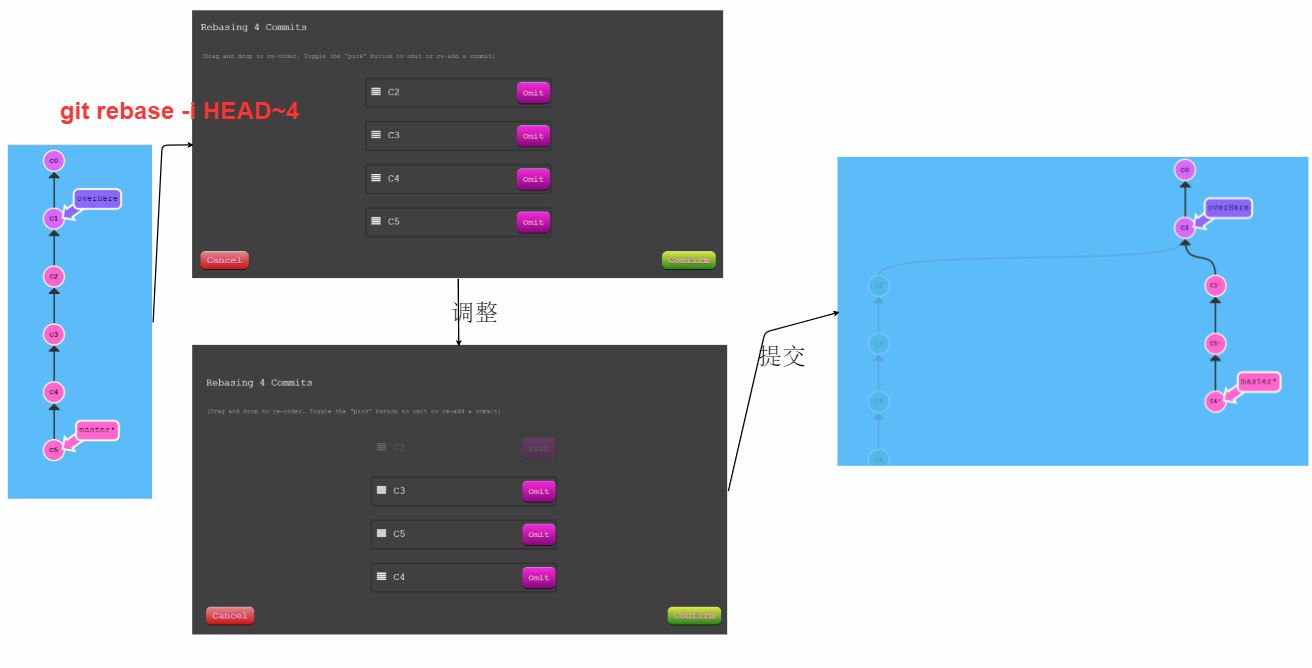 git rebase -i HEAD~4
c0
overHere
c1
c2
c3
c4
master*
c5
Rebasing 4 Commits
(Drag and drop to re-order. Toggle the "pick" button to omit or re-add a commit)
C2 Omit
C3 Omit
C4 Omit
C5 Omit
Cancel Confirm
调整
Rebasing 4 Commits
(Drag and drop to re-order. Toggle the "pick" button to omit or re-add a commit)
C2 Pick
C3 Omit
C5 Omit
C4 Omit
Cancel Confirm
提交
c0
overHere
c1
c2 c3'
c3 c5'
master*
c4 c4'
c5